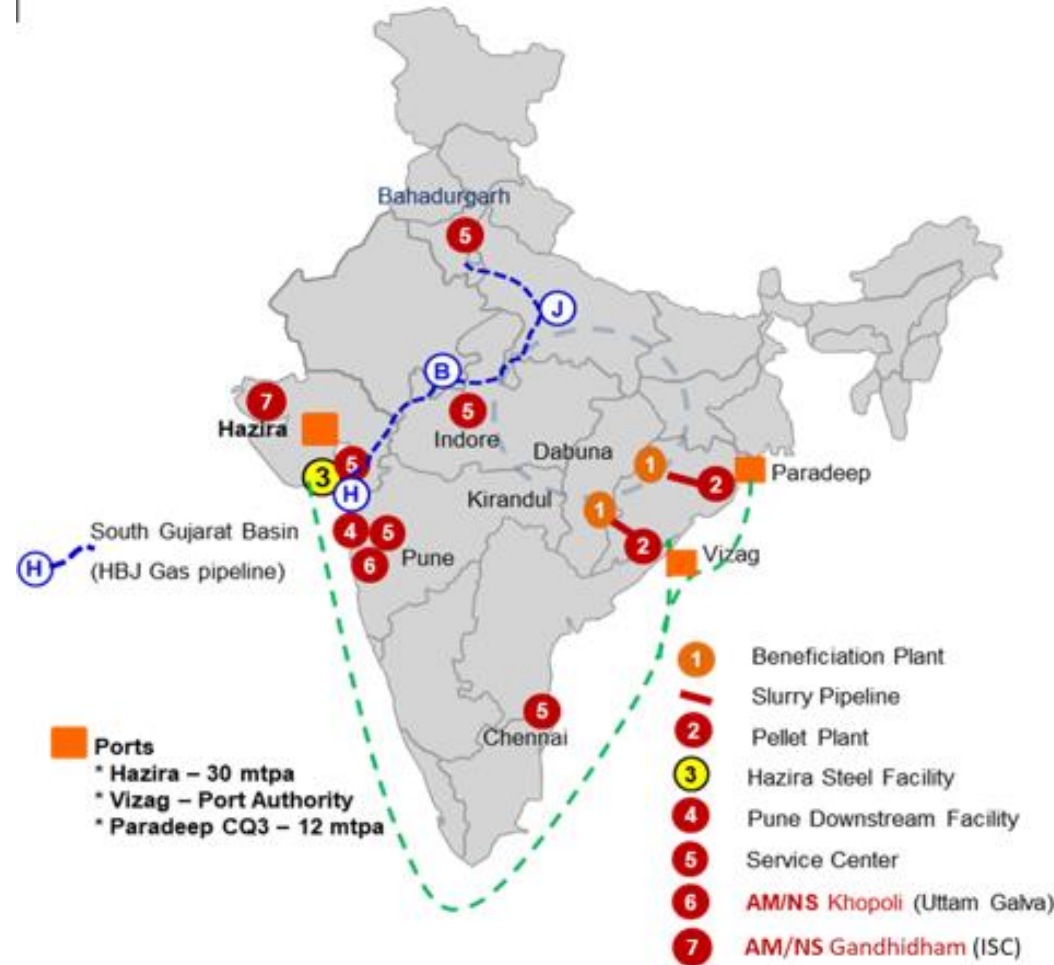 Bahadurgarh
5
J
B
7
Hazira
5
Indore
Dabuna
1
2
Paradeep
5
3
H
Kirandul
1
4
5
6
Pune
2
Vizag
South Gujarat Basin
H
(HBJ Gas pipeline)
5
Chennai
Ports
* Hazira – 30 mtpa
* Vizag – Port Authority
* Paradeep CQ3 – 12 mtpa
1 Beneficiation Plant
Slurry Pipeline
2 Pellet Plant
3 Hazira Steel Facility
4 Pune Downstream Facility
5 Service Center
6 AM/NS Khopoli (Uttam Galva)
7 AM/NS Gandhidham (ISC)